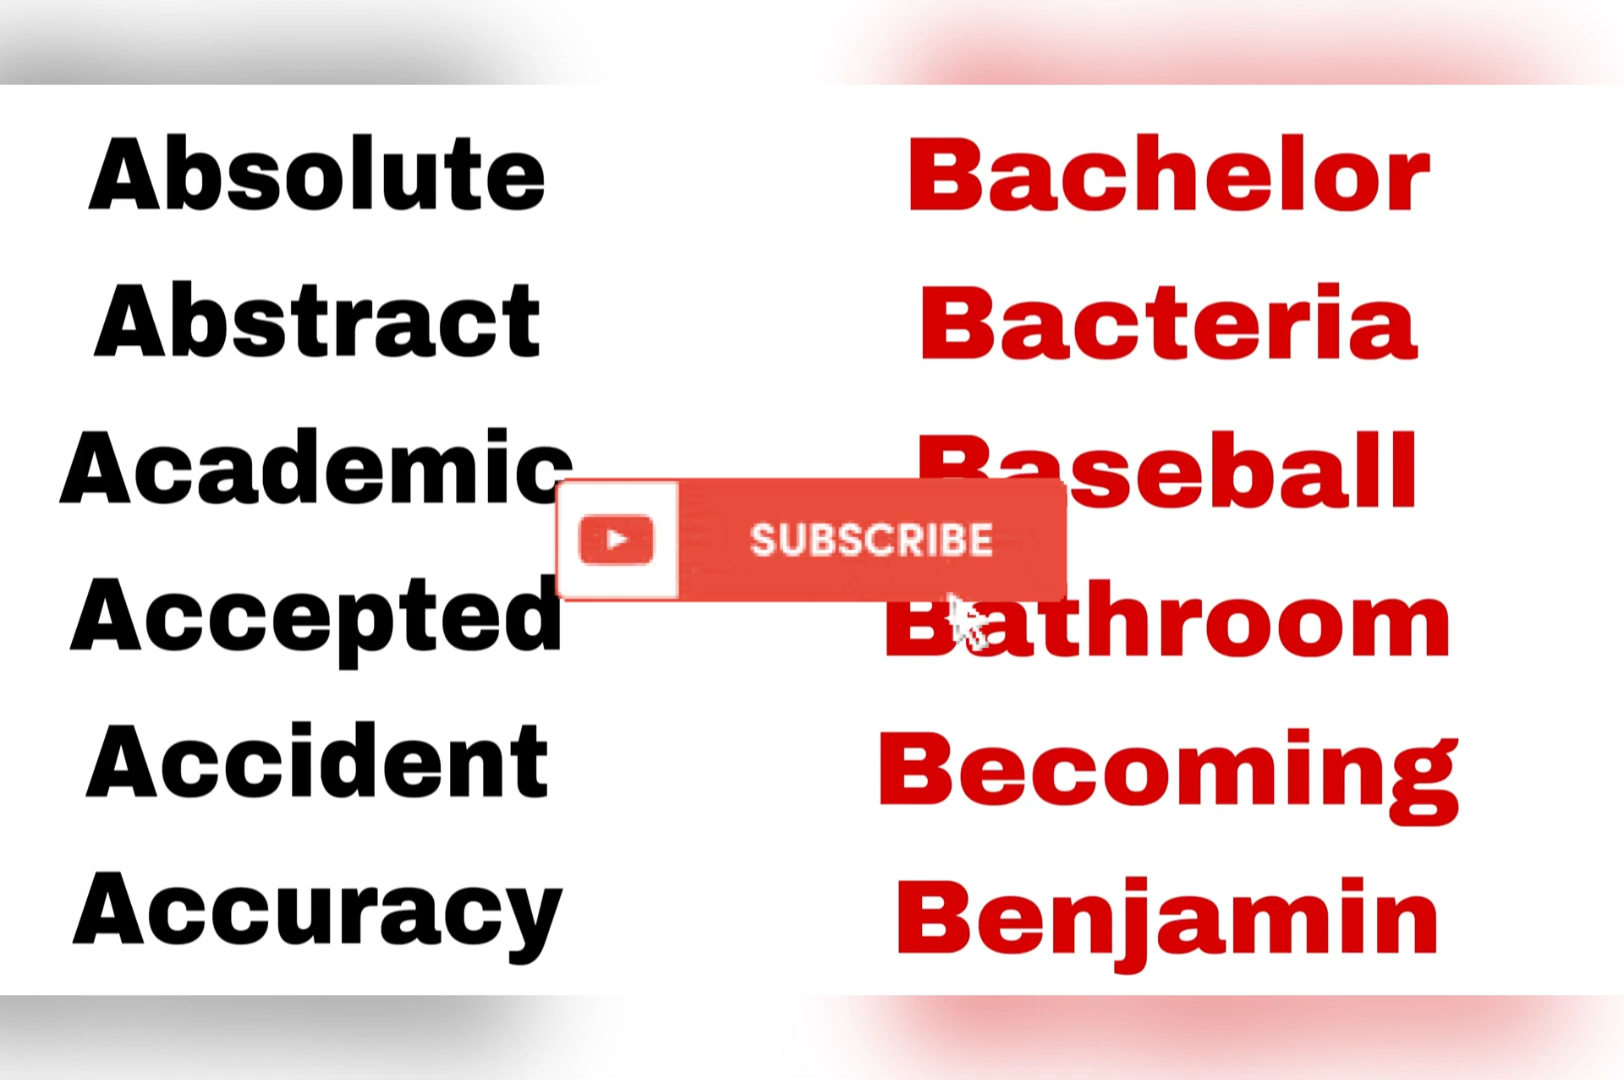 Absolute
Abstract
Academic
Accepted
Accident
Accuracy
Bachelor
Bacteria
Baseball
Bathroom
Becoming
Benjamin
SUBSCRIBE